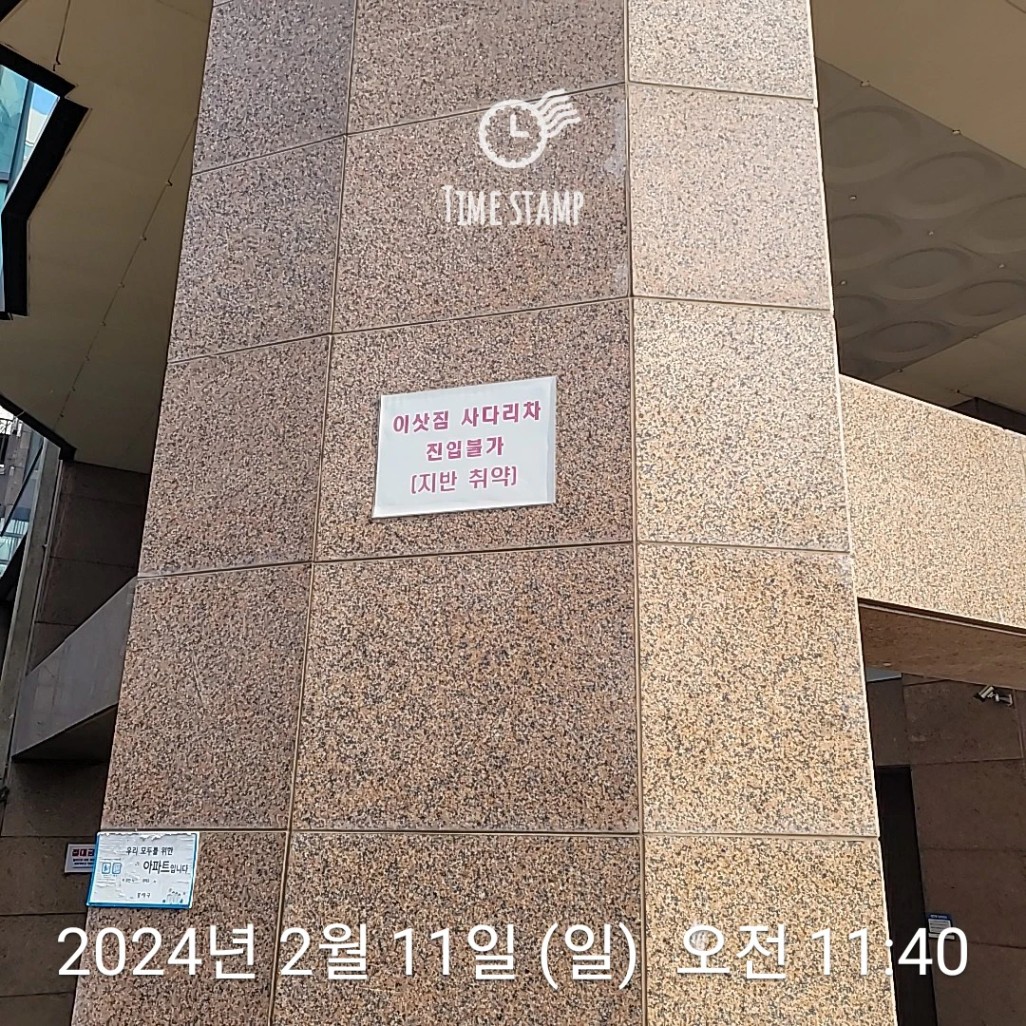 TIME STAMP
이삿짐 사다리차
진입불가
(지반 취약)
우리 모두를 위한
아파트입니다
2024년 2월 11일 (일) 오전 11:40